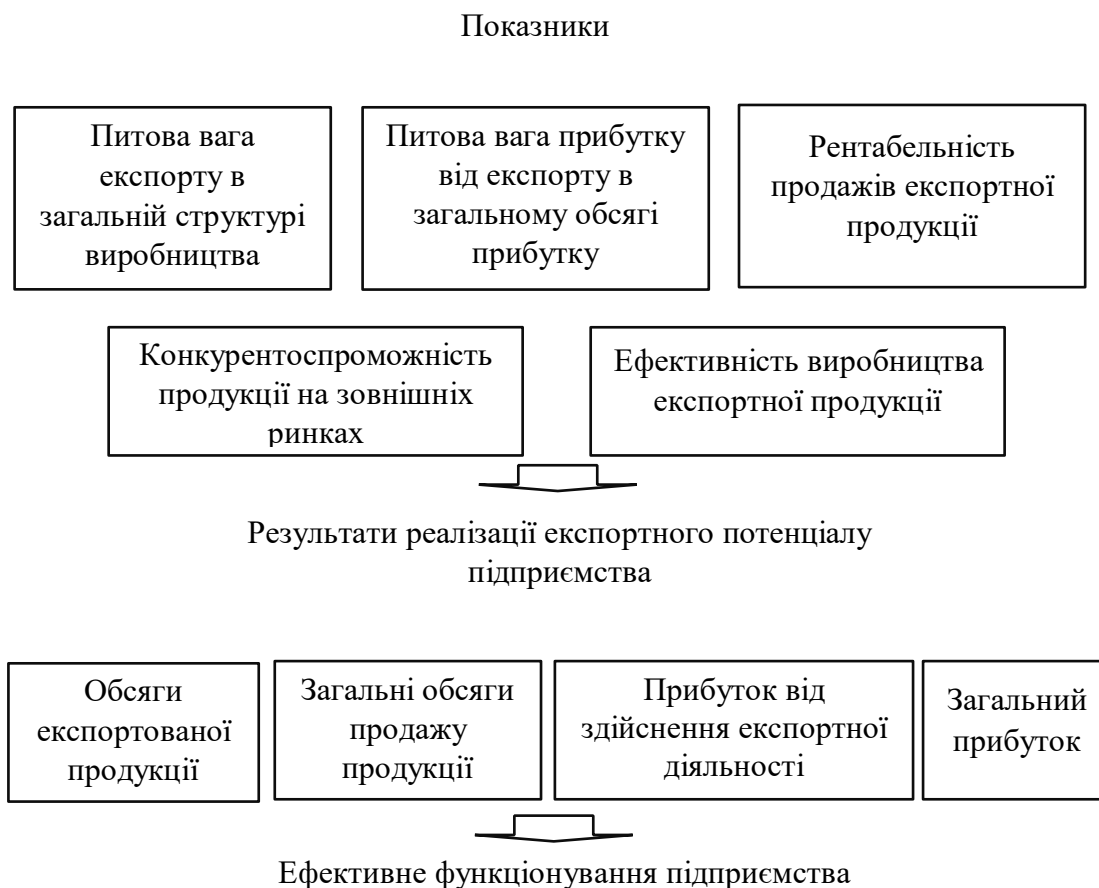 Показники
Питова вага
експорту в
загальній структурі
виробництва
Питова вага прибутку
від експорту в
загальному обсягі
прибутку
Рентабельність
продажів експортної
продукції
Конкурентоспроможність
продукції на зовнішніх
ринках
Ефективність виробництва
експортної продукції
Результати реалізації експортного потенціалу
підприємства
Обсяги
експортованої
продукції
Загальні обсяги
продажу
продукції
Прибуток від
здійснення експортної
діяльності
Загальний
прибуток
Ефективне функціонування підприємства